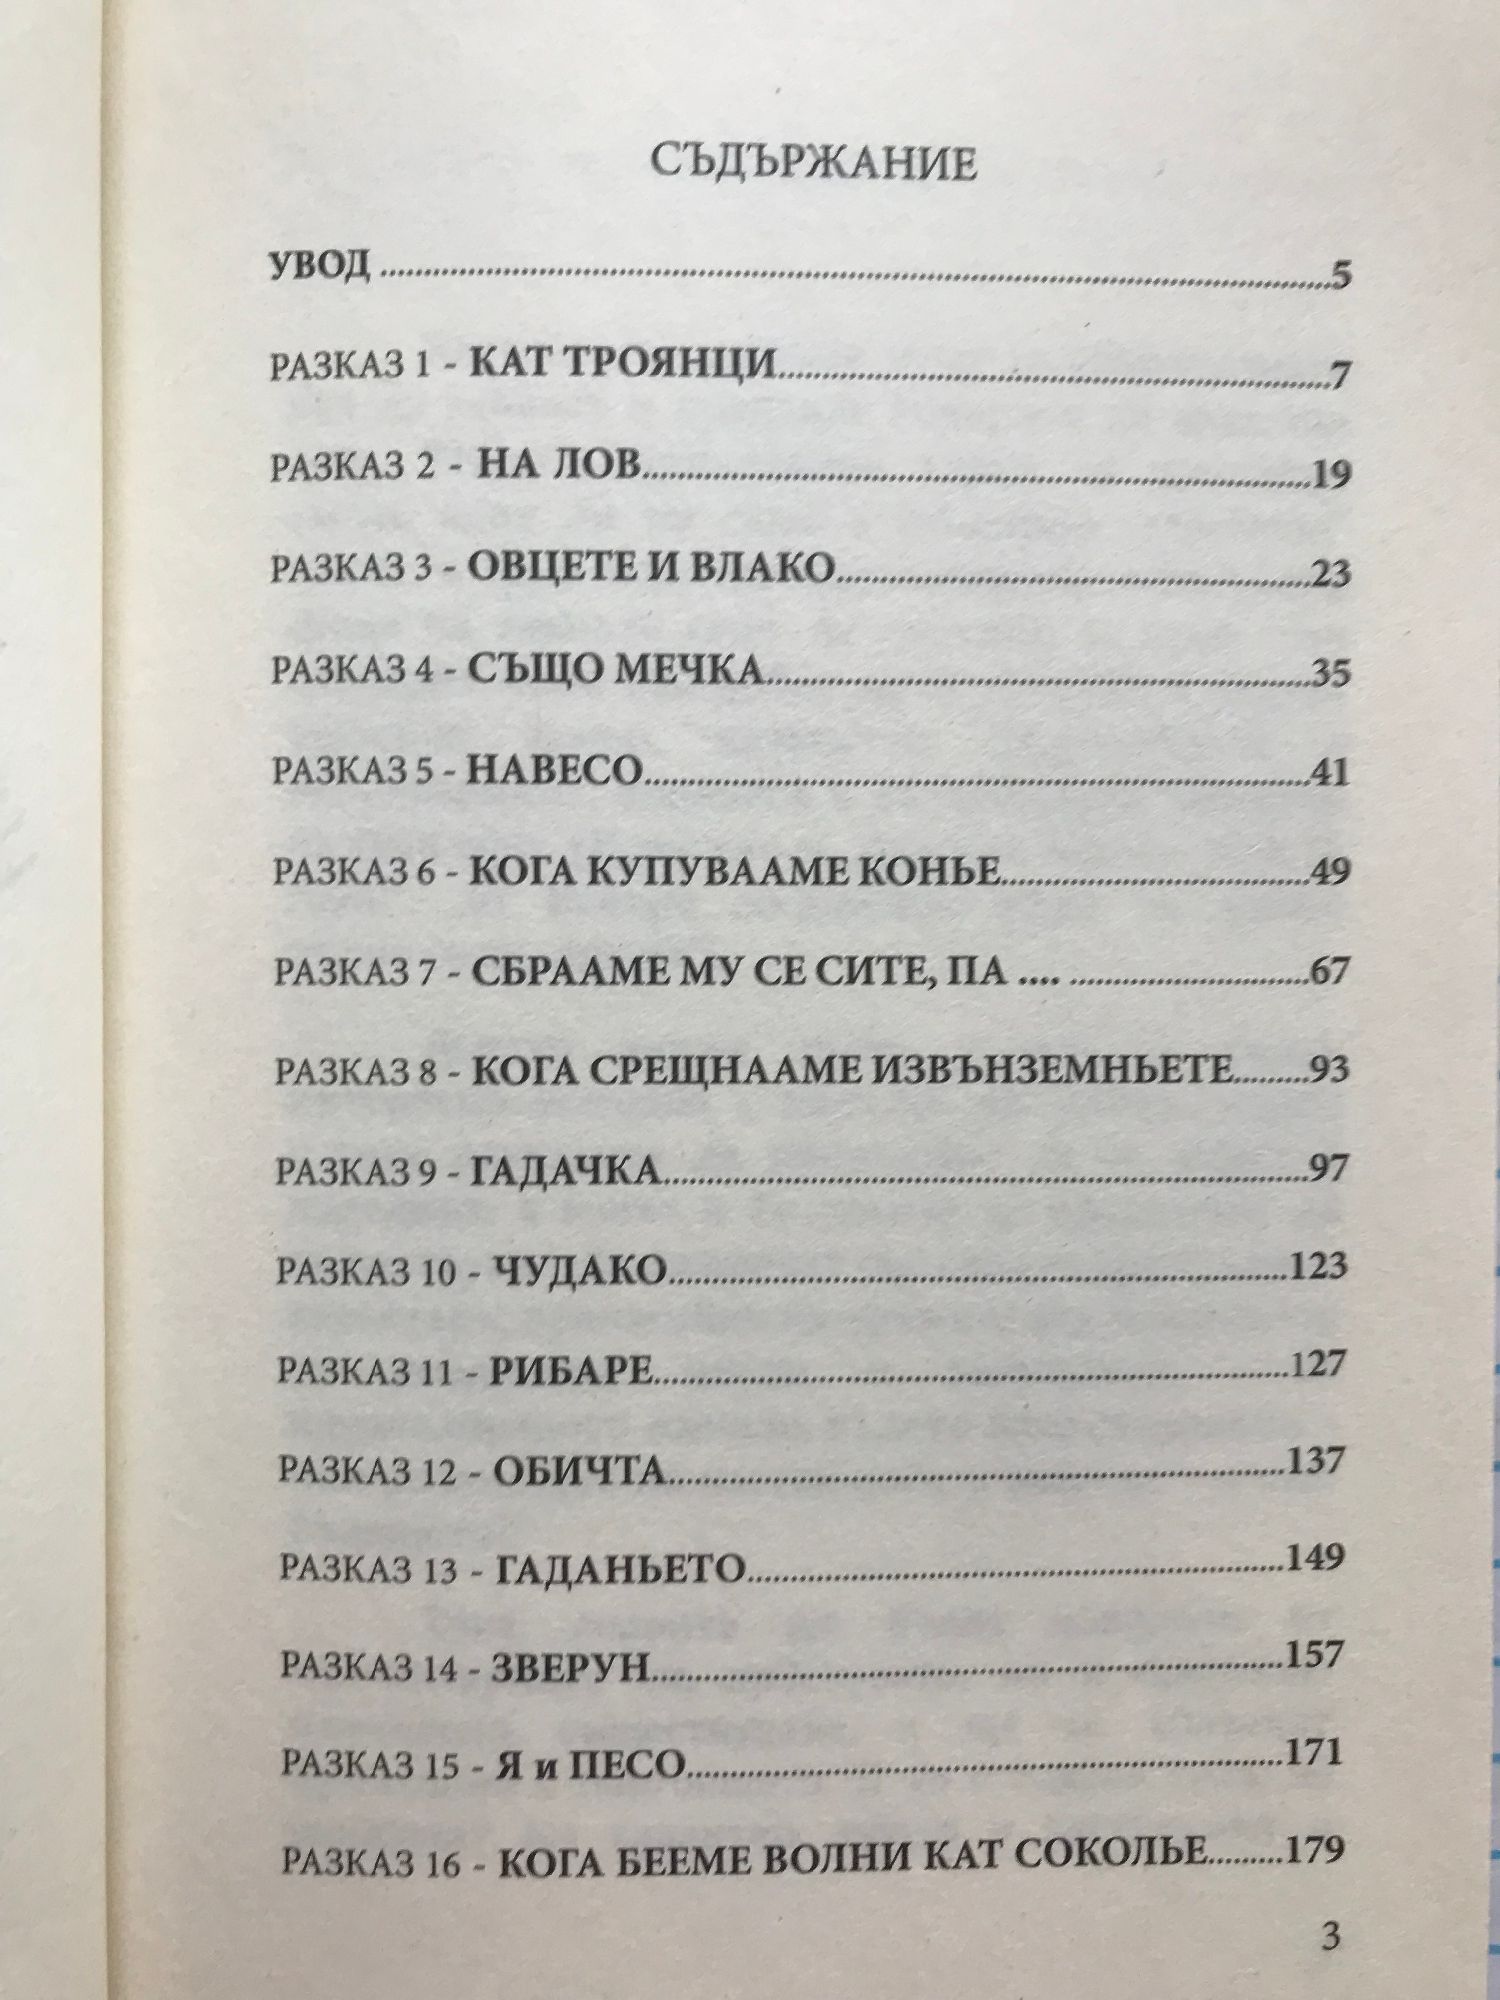 СЪДЪРЖАНИЕ
УВОД ..........5
РАЗКАЗ 1 - КАТ ТРОЯНЦИ..........7
РАЗКАЗ 2 - НА ЛОВ..........19
РАЗКАЗ 3 - ОВЦЕТЕ И ВЛАКО..........23
РАЗКАЗ 4 - СЪЩО МЕЧКА..........35
РАЗКАЗ 5 - НАВЕСО..........41
РАЗКАЗ 6 - КОГА КУПУВААМЕ КОНЬЕ..........49
РАЗКАЗ 7 - СБРААМЕ МУ СЕ СИТЕ, ПА .... ..........67
РАЗКАЗ 8 - КОГА СРЕЩНААМЕ ИЗВЪНЗЕМНЬЕТЕ..........93
РАЗКАЗ 9 - ГАДАЧКА..........97
РАЗКАЗ 10 - ЧУДАКО..........123
РАЗКАЗ 11 - РИБАРЕ..........127
РАЗКАЗ 12 - ОБИЧТА..........137
РАЗКАЗ 13 - ГАДАНЬЕТО..........149
РАЗКАЗ 14 - ЗВЕРУН..........157
РАЗКАЗ 15 - Я и ПЕСО..........171
РАЗКАЗ 16 - КОГА БЕЕМЕ ВОЛНИ КАТ СОКОЛЬЕ..........179
3